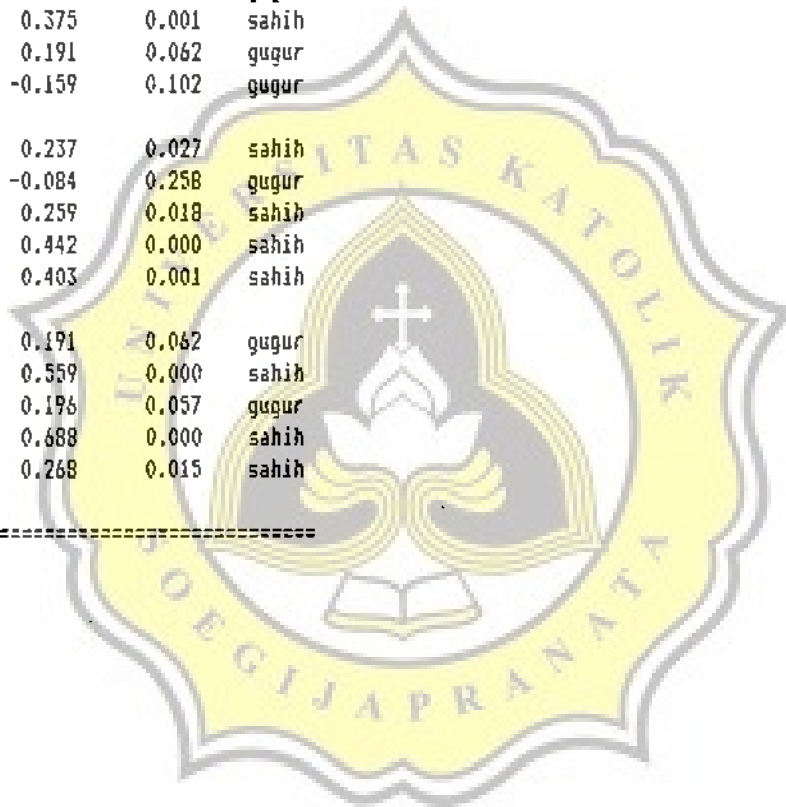 0.375 0.001 sahih
0.191 0.062 gugur
-0.159 0.102 gugur
0.237 0.027 sahih
-0.084 0.258 gugur
0.259 0.018 sahih
0.442 0.000 sahih
0.403 0.001 sahih
0.191 0.062 gugur
0.559 0.000 sahih
0.196 0.057 gugur
0.688 0.000 sahih
0.268 0.015 sahih
==============================
UNIVERSITAS KATOLIK
SOEGIJAPRANATA